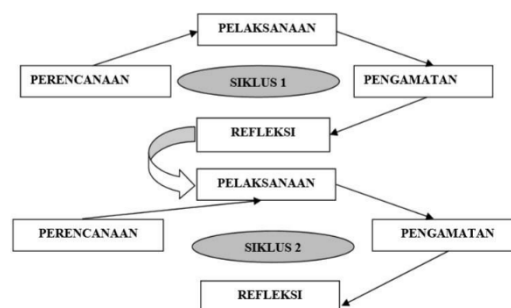 PELAKSANAAN
PERENCANAAN
SIKLUS 1
PENGAMATAN
REFLEKSI
PELAKSANAAN
PERENCANAAN
SIKLUS 2
PENGAMATAN
REFLEKSI